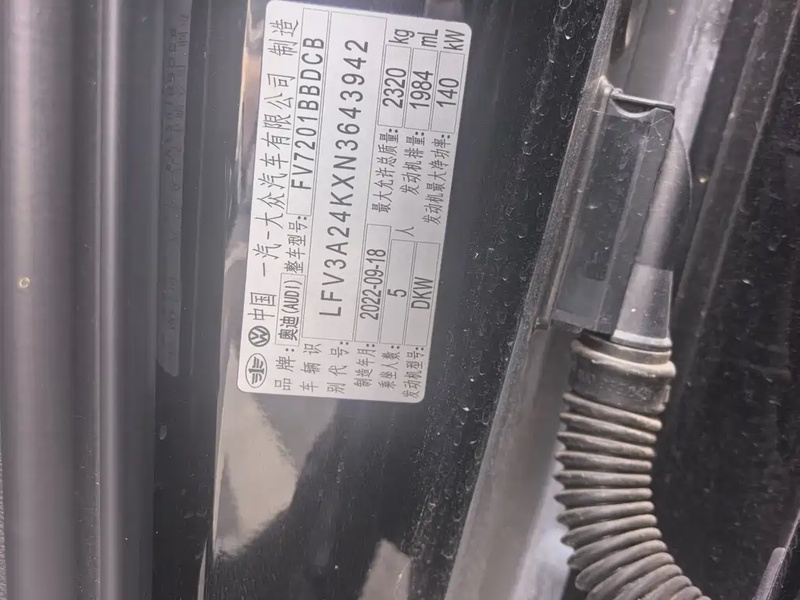 中国 一汽-大众汽车有限公司 制造
品牌: 奥迪(AUDI) 整车型号: FV7201BBDCB
车辆识别代号: LFV3A24KXN3643942
制造年月: 2022-09-18 最大允许总质量: 2320 kg
乘坐人数: 5 人 发动机排量: 1984 mL
发动机型号: DKW 发动机最大净功率: 140 kW